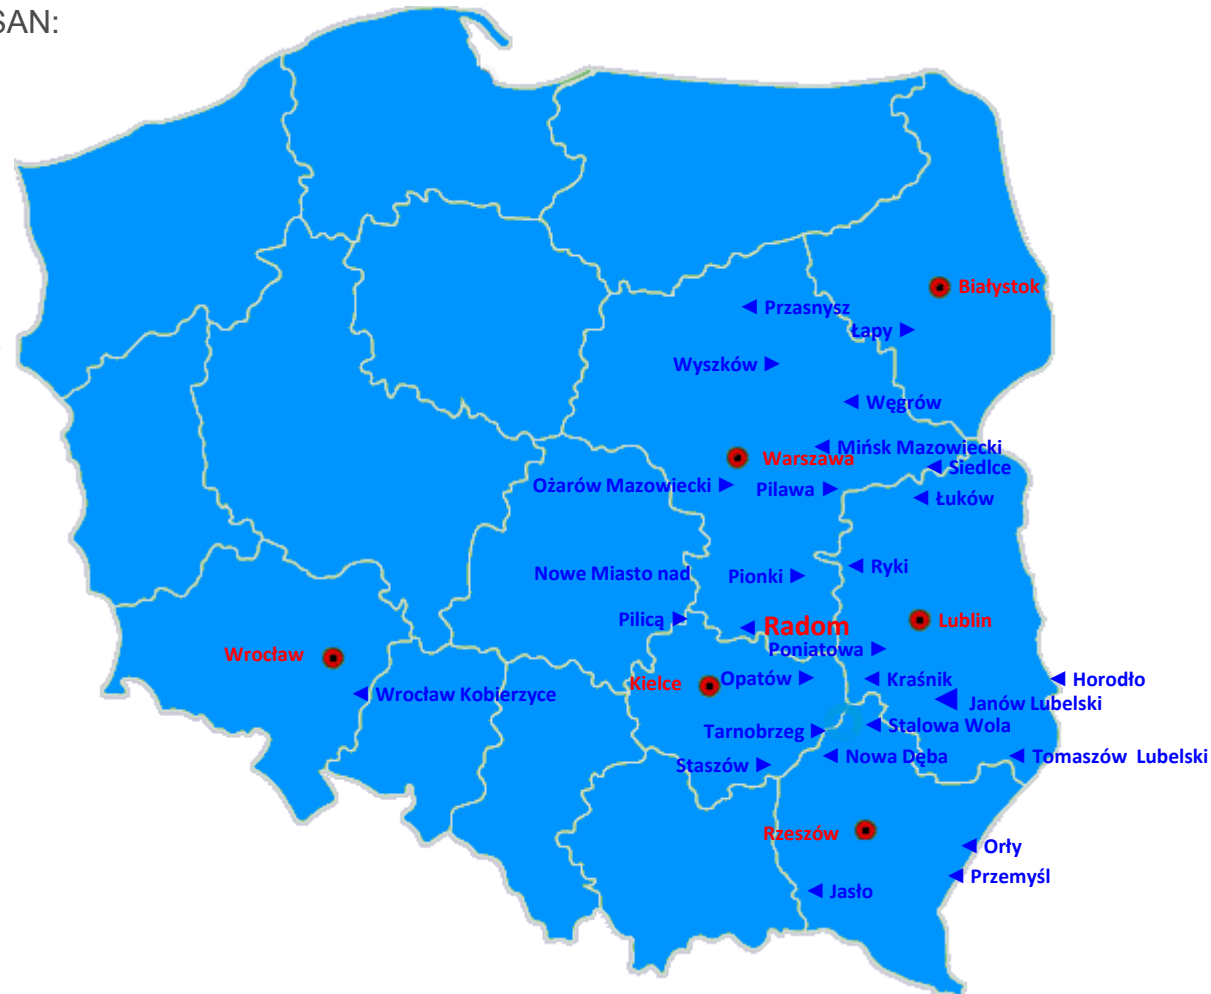 SAN:
Białystok
Przasnysz
Łapy
Wyszków
Węgrów
Mińsk Mazowiecki
Warszawa
Siedlce
Ożarów Mazowiecki
Pilawa
Łuków
Ryki
Nowe Miasto nad
Pionki
Pilicą
Radom
Lublin
Poniatowa
Wrocław
Kielce
Opatów
Kraśnik
Horodło
Wrocław Kobierzyce
Janów Lubelski
Stalowa Wola
Tarnobrzeg
Nowa Dęba
Tomaszów  Lubelski
Staszów
Rzeszów
Orły
Przemyśl
Jasło